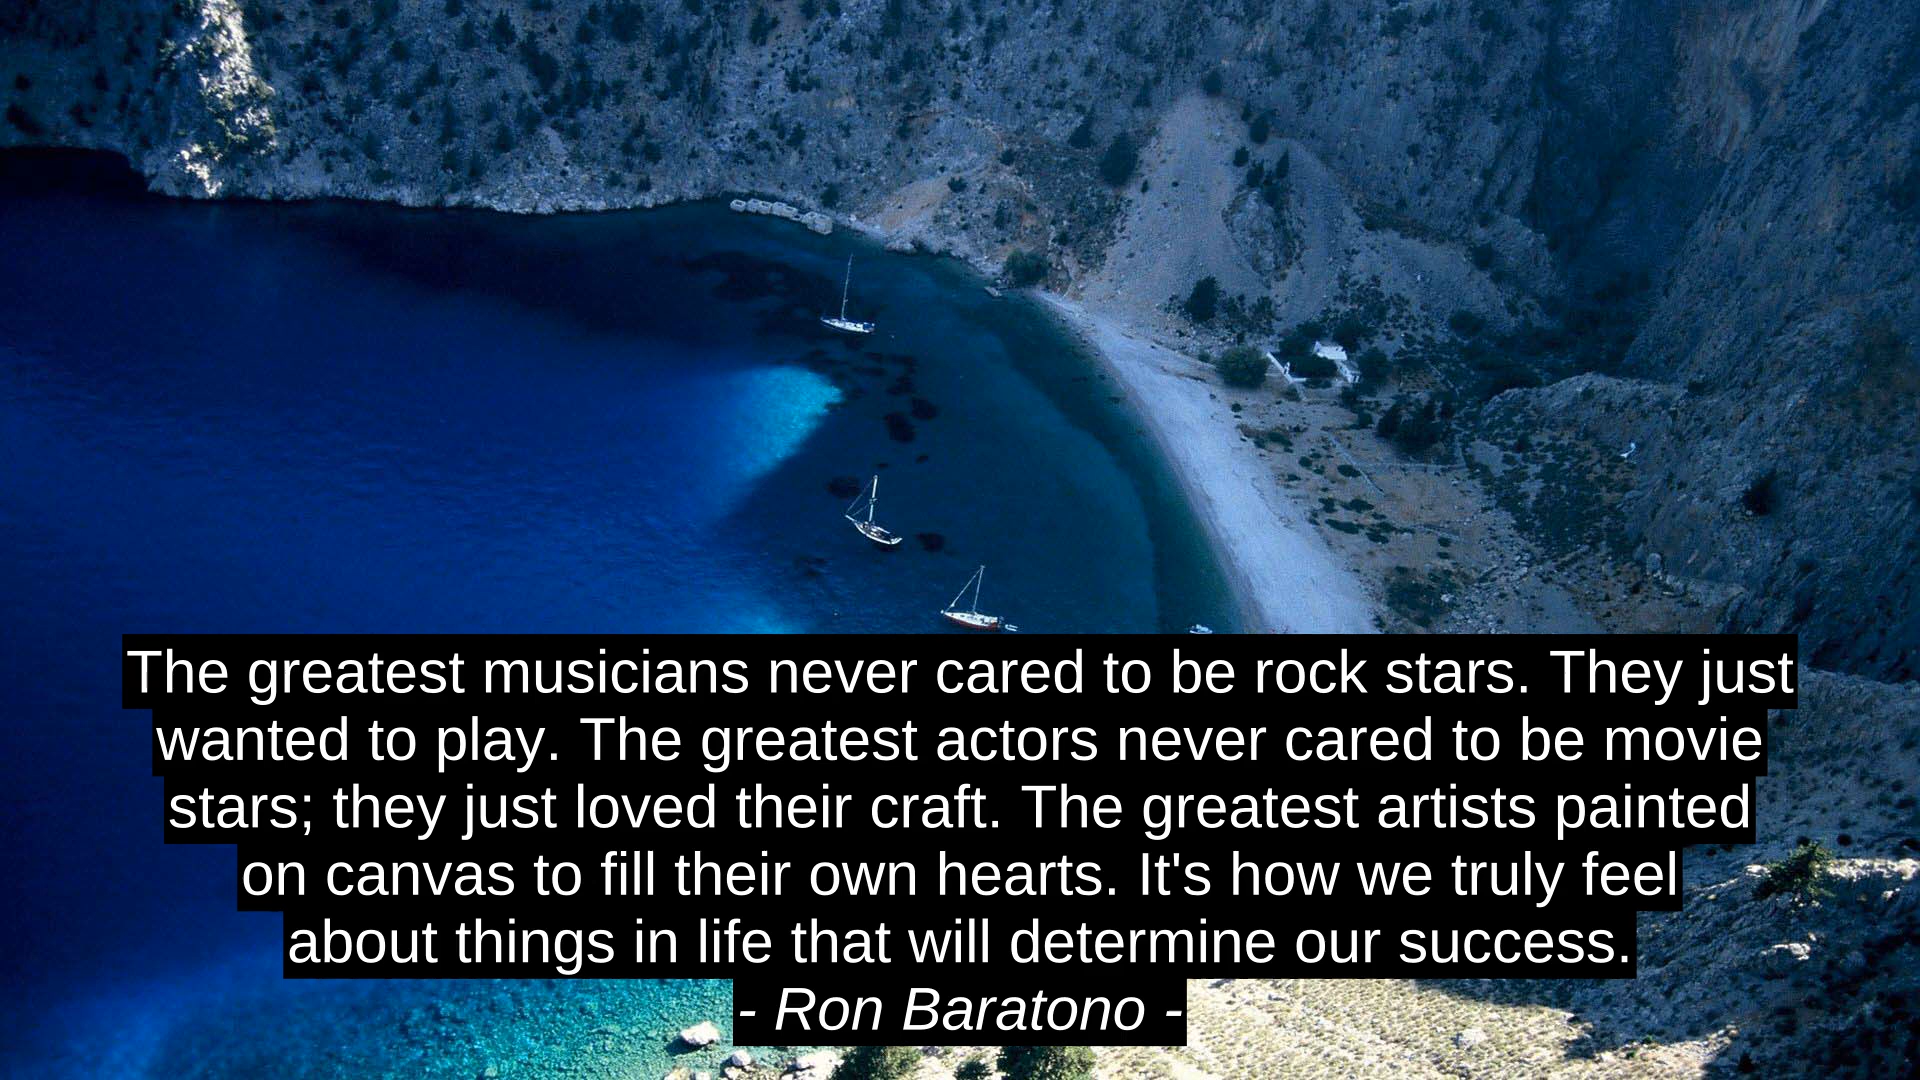 The greatest musicians never cared to be rock stars. They just
wanted to play. The greatest actors never cared to be movie
stars; they just loved their craft. The greatest artists painted
on canvas to fill their own hearts. It's how we truly feel
about things in life that will determine our success.
- Ron Baratono -